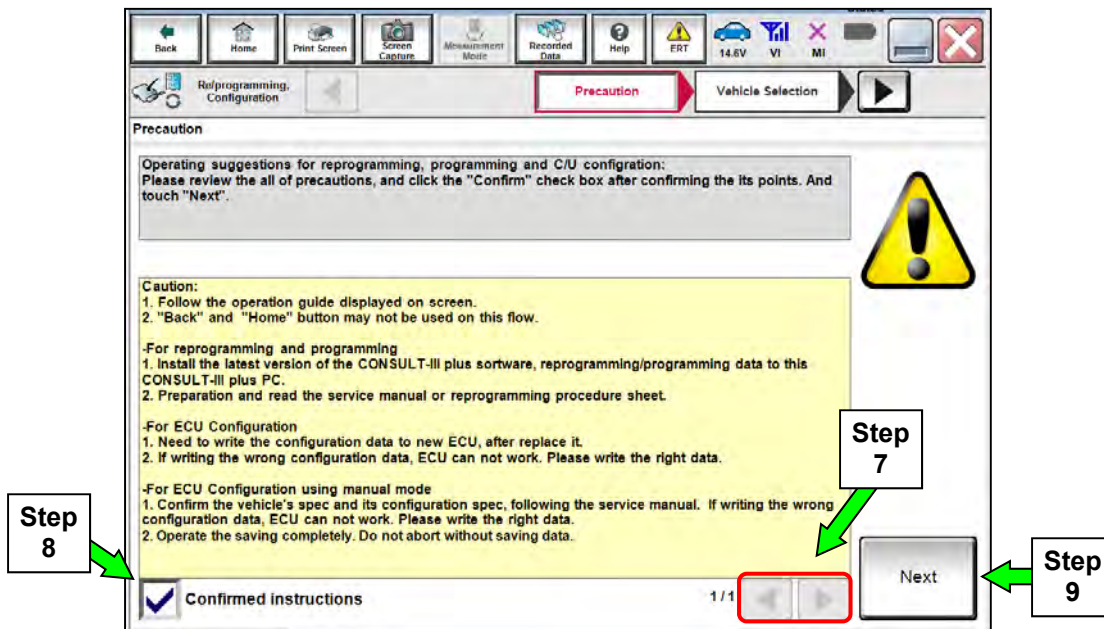 Back
Home
Print Screen
Screen
Capture
Measurement
Mode
Recorded
Data
Help
ERT
14.6V
VI
MI
Re/programming,
Configuration
Precaution
Vehicle Selection
Precaution
Operating suggestions for reprogramming, programming and C/U configration:
Please review the all of precautions, and click the "Confirm" check box after confirming the its points. And
touch "Next".
Caution:
1. Follow the operation guide displayed on screen.
2. "Back" and "Home" button may not be used on this flow.
-For reprogramming and programming
1. Install the latest version of the CONSULT-III plus sortware, reprogramming/programming data to this
CONSULT-III plus PC.
2. Preparation and read the service manual or reprogramming procedure sheet.
-For ECU Configuration
1. Need to write the configuration data to new ECU, after replace it.
2. If writing the wrong configuration data, ECU can not work. Please write the right data.
-For ECU Configuration using manual mode
1. Confirm the vehicle's spec and its configuration spec, following the service manual. If writing the wrong
configuration data, ECU can not work. Please write the right data.
2. Operate the saving completely. Do not abort without saving data.
Step
7
Step
8
Confirmed instructions
1/1
Next
Step
9